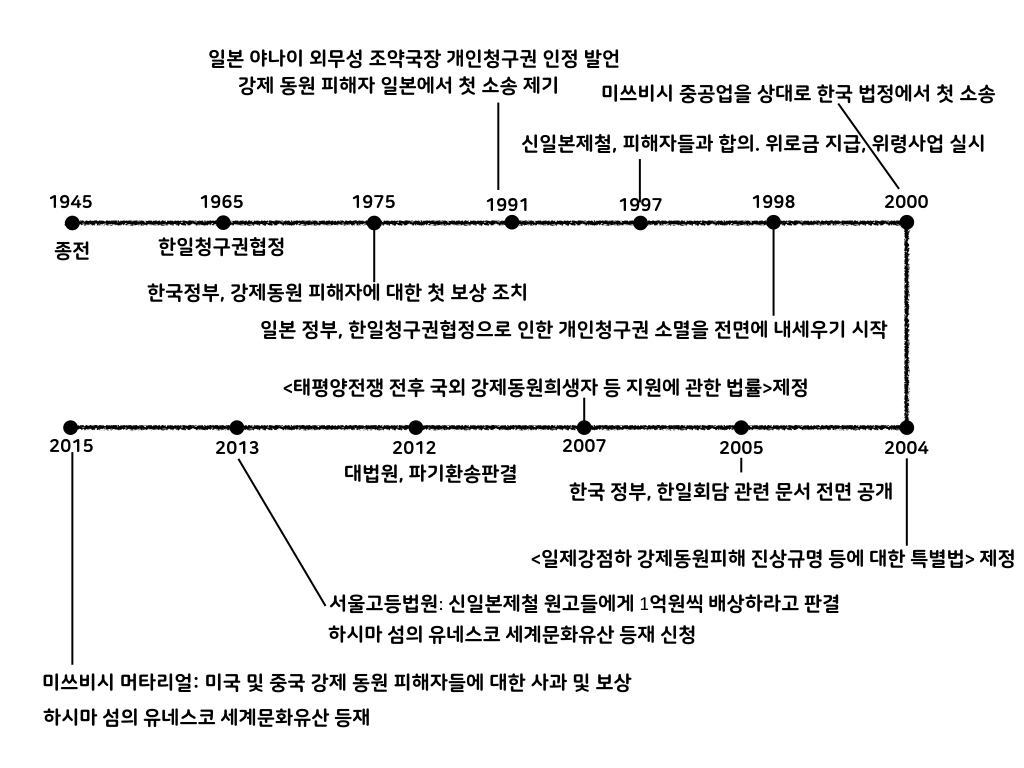 일본 야나이 외무성 조약국장 개인청구권 인정 발언
강제 동원 피해자 일본에서 첫 소송 제기
미쓰비시 중공업을 상대로 한국 법정에서 첫 소송
신일본제철, 피해자들과 합의. 위로금 지급, 위령사업 실시
1945 1965 1975 1991 1997 1998 2000
종전 한일청구권협정
한국정부, 강제동원 피해자에 대한 첫 보상 조치
일본 정부, 한일청구권협정으로 인한 개인청구권 소멸을 전면에 내세우기 시작
<태평양전쟁 전후 국외 강제동원희생자 등 지원에 관한 법률>제정
2015 2013 2012 2007 2005 2004
대법원, 파기환송판결
한국 정부, 한일회담 관련 문서 전면 공개
<일제강점하 강제동원피해 진상규명 등에 대한 특별법> 제정
서울고등법원: 신일본제철 원고들에게 1억원씩 배상하라고 판결
하시마 섬의 유네스코 세계문화유산 등재 신청
미쓰비시 머타리얼: 미국 및 중국 강제 동원 피해자들에 대한 사과 및 보상
하시마 섬의 유네스코 세계문화유산 등재